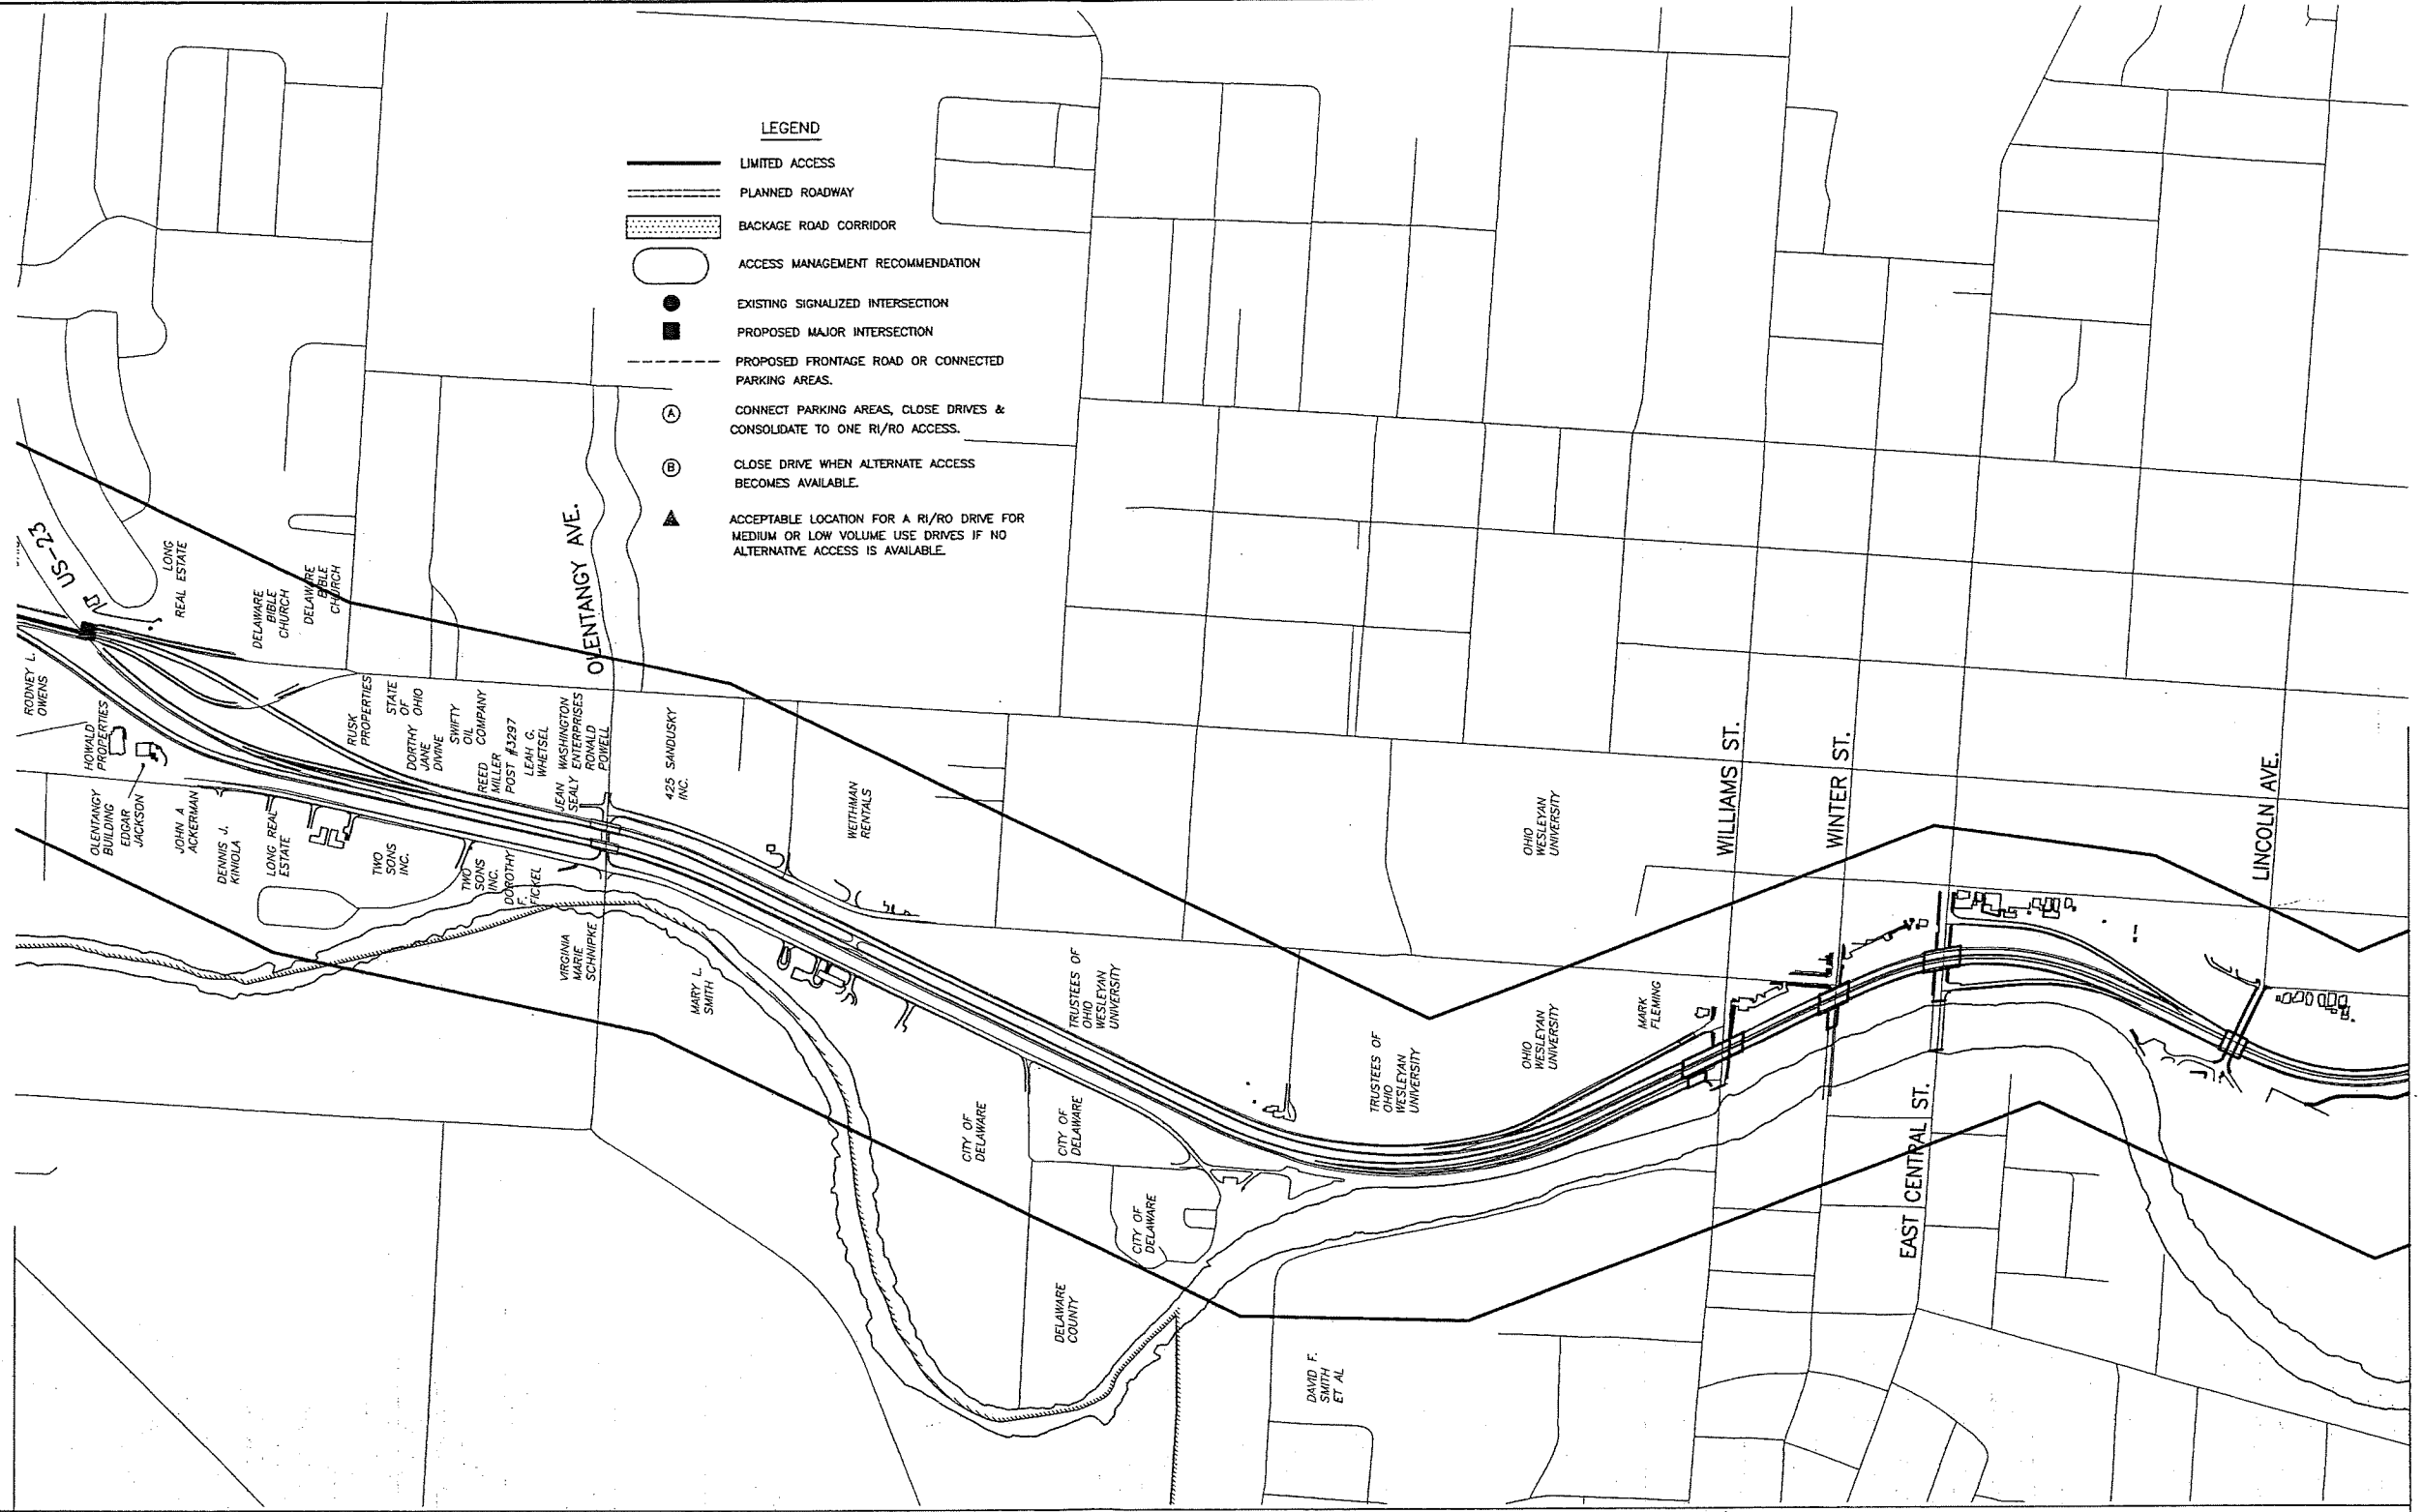 LEGEND
LIMITED ACCESS
PLANNED ROADWAY
BACKAGE ROAD CORRIDOR
ACCESS MANAGEMENT RECOMMENDATION
EXISTING SIGNALIZED INTERSECTION
PROPOSED MAJOR INTERSECTION
PROPOSED FRONTAGE ROAD OR CONNECTED
PARKING AREAS.
A
CONNECT PARKING AREAS, CLOSE DRIVES &
CONSOLIDATE TO ONE RI/RO ACCESS.
B
CLOSE DRIVE WHEN ALTERNATE ACCESS
BECOMES AVAILABLE.
ACCEPTABLE LOCATION FOR A RI/RO DRIVE FOR
MEDIUM OR LOW VOLUME USE DRIVES IF NO
ALTERNATIVE ACCESS IS AVAILABLE.
US-23
LONG
REAL ESTATE
DELAWARE
BIBLE
CHURCH
DELAWARE
BIBLE
CHURCH
OLENTANGY AVE.
RODNEY L.
OWENS
HOWALD
PROPERTIES
RUSK
PROPERTIES
STATE
OF
OHIO
DORTHY
JANE
DIVINE
SWIFTY
OIL
COMPANY
REED
MILLER
POST #3297
LEAH G.
WHETSEL
JEAN
SEALY
WASHINGTON
ENTERPRISES
RONALD
POWELL
425 SANDUSKY
INC.
WEITHMAN
RENTALS
OLENTANGY
BUILDING
EDGAR
JACKSON
JOHN A
ACKERMAN
DENNIS J.
KINIOLA
LONG REAL
ESTATE
TWO
SONS
INC.
TWO
SONS
INC.
DOROTHY
F.
FICKEL
VIRGINIA
MARIE
SCHNIPKE
MARY L.
SMITH
TRUSTEES OF
OHIO
WESLEYAN
UNIVERSITY
OHIO
WESLEYAN
UNIVERSITY
TRUSTEES OF
OHIO
WESLEYAN
UNIVERSITY
OHIO
WESLEYAN
UNIVERSITY
MARK
FLEMING
WILLIAMS ST.
WINTER ST.
LINCOLN AVE.
EAST CENTRAL ST.
CITY OF
DELAWARE
CITY OF
DELAWARE
CITY OF
DELAWARE
DELAWARE
COUNTY
DAVID F.
SMITH
ET AL